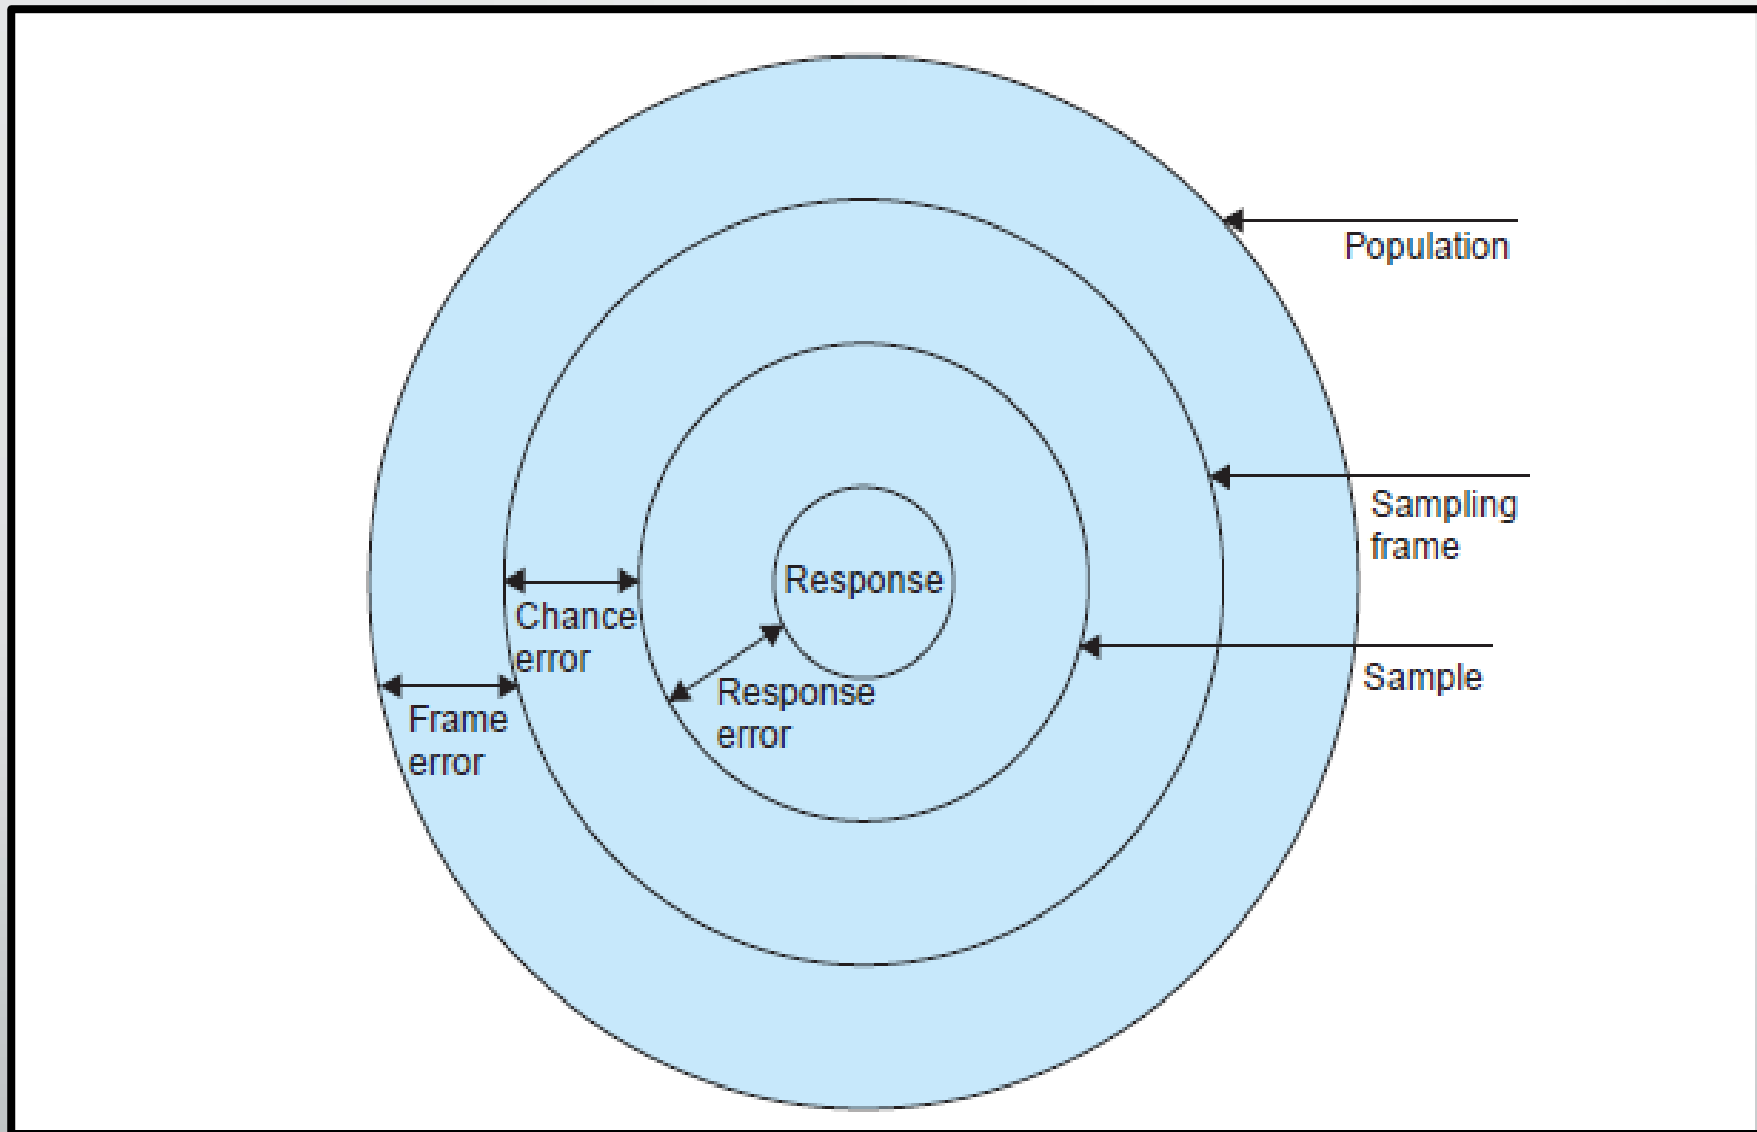 Population
Sampling
frame
Response
Chance
error
Sample
Response
error
Frame
error